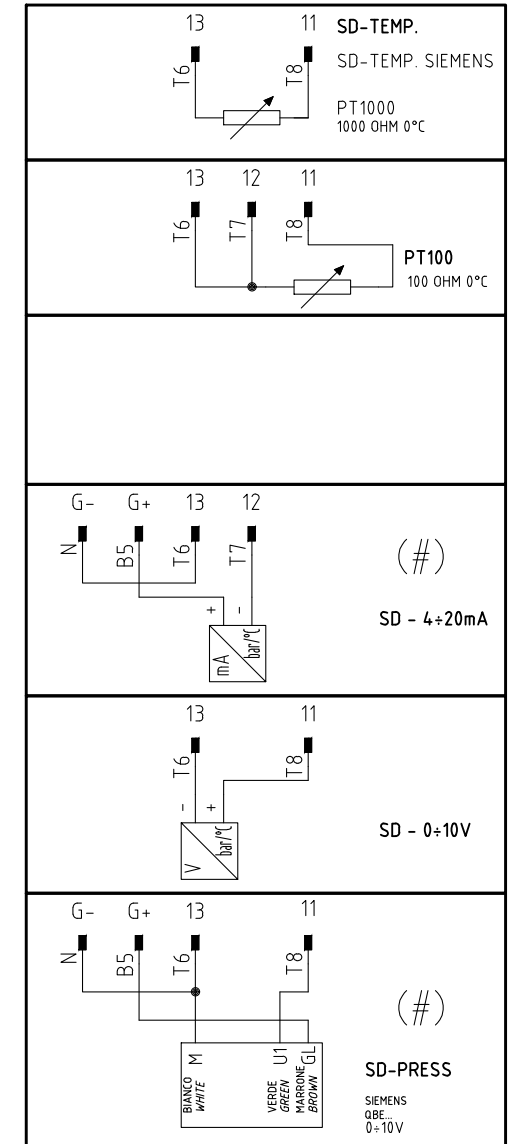 13 11 SD-TEMP.
T6 T8 SD-TEMP. SIEMENS
PT1000
1000 OHM 0°C
13 12 11
T6 T7 T8
PT100
100 OHM 0°C
G- G+ 13 12
N B5 T6 T7
(#)
+ -
mA bar/°C
SD - 4÷20mA
13 11
T6 T8
- +
V bar/°C
SD - 0÷10V
G- G+ 13 11
N B5 T6 T8
(#)
M U1 GL
BIANCO
WHITE
VERDE
GREEN
MARRONE
BROWN
SD-PRESS
SIEMENS
QBE...
0÷10V